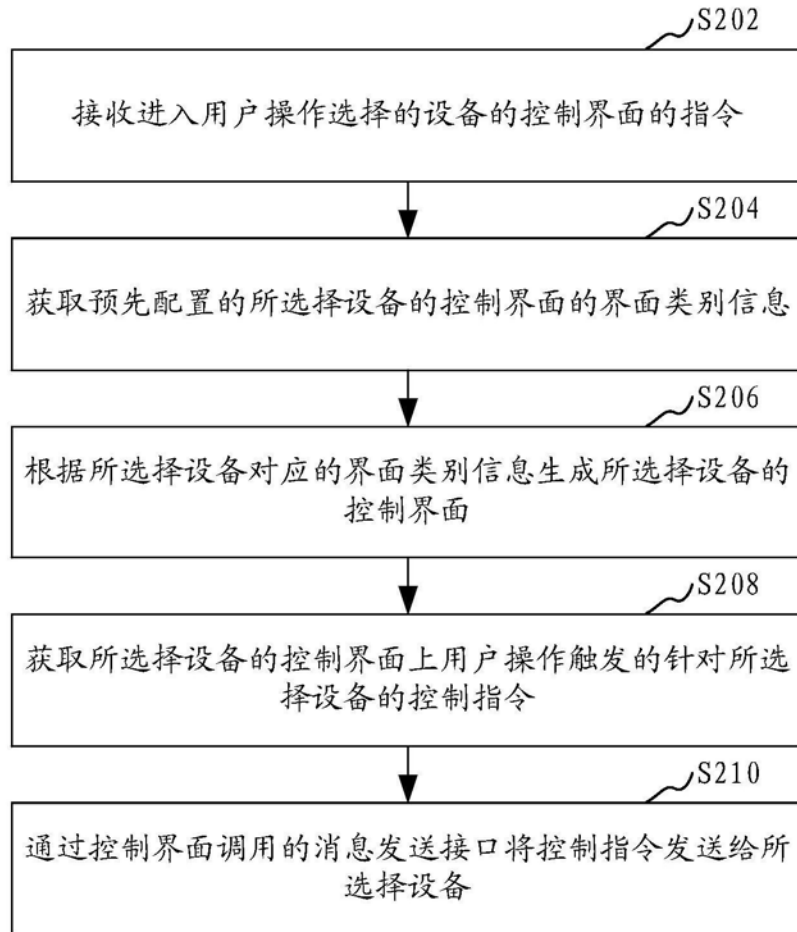 S202
接收进入用户操作选择的设备的控制界面的指令
S204
获取预先配置的所选择设备的控制界面的界面类别信息
S206
根据所选择设备对应的界面类别信息生成所选择设备的
控制界面
S208
获取所选择设备的控制界面上用户操作触发的针对所选
择设备的控制指令
S210
通过控制界面调用的消息发送接口将控制指令发送给所
选择设备